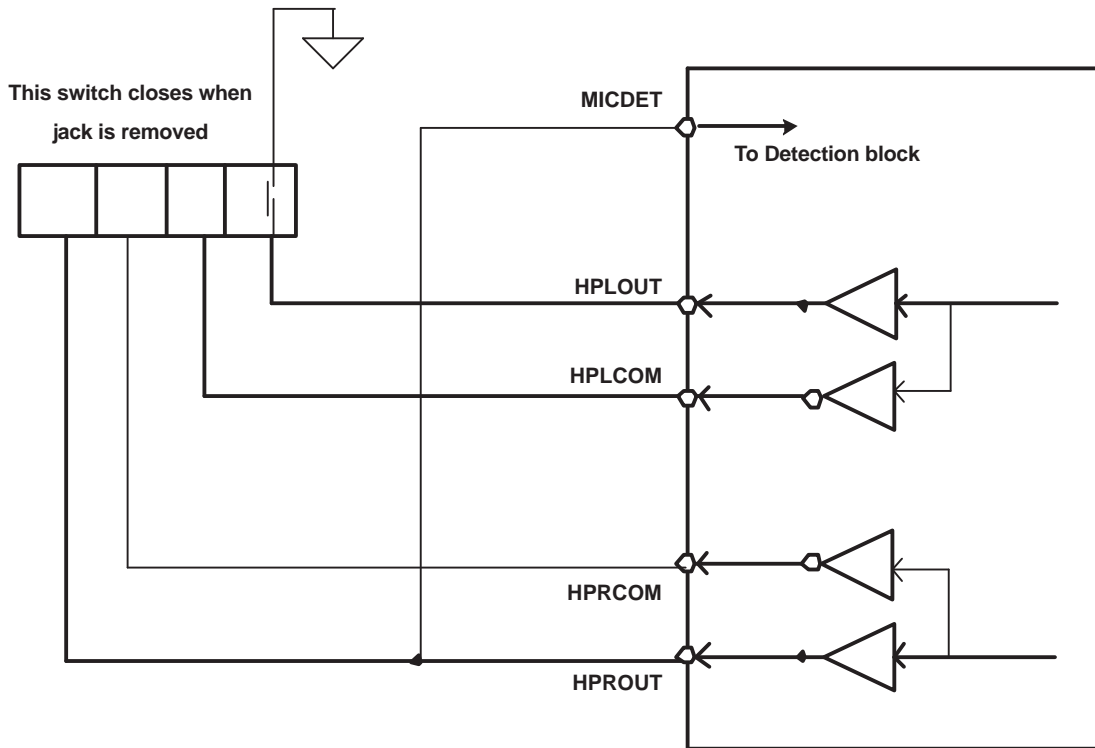 This switch closes when
jack is removed
MICDET
To Detection block
HPLOUT
HPLCOM
HPRCOM
HPROUT